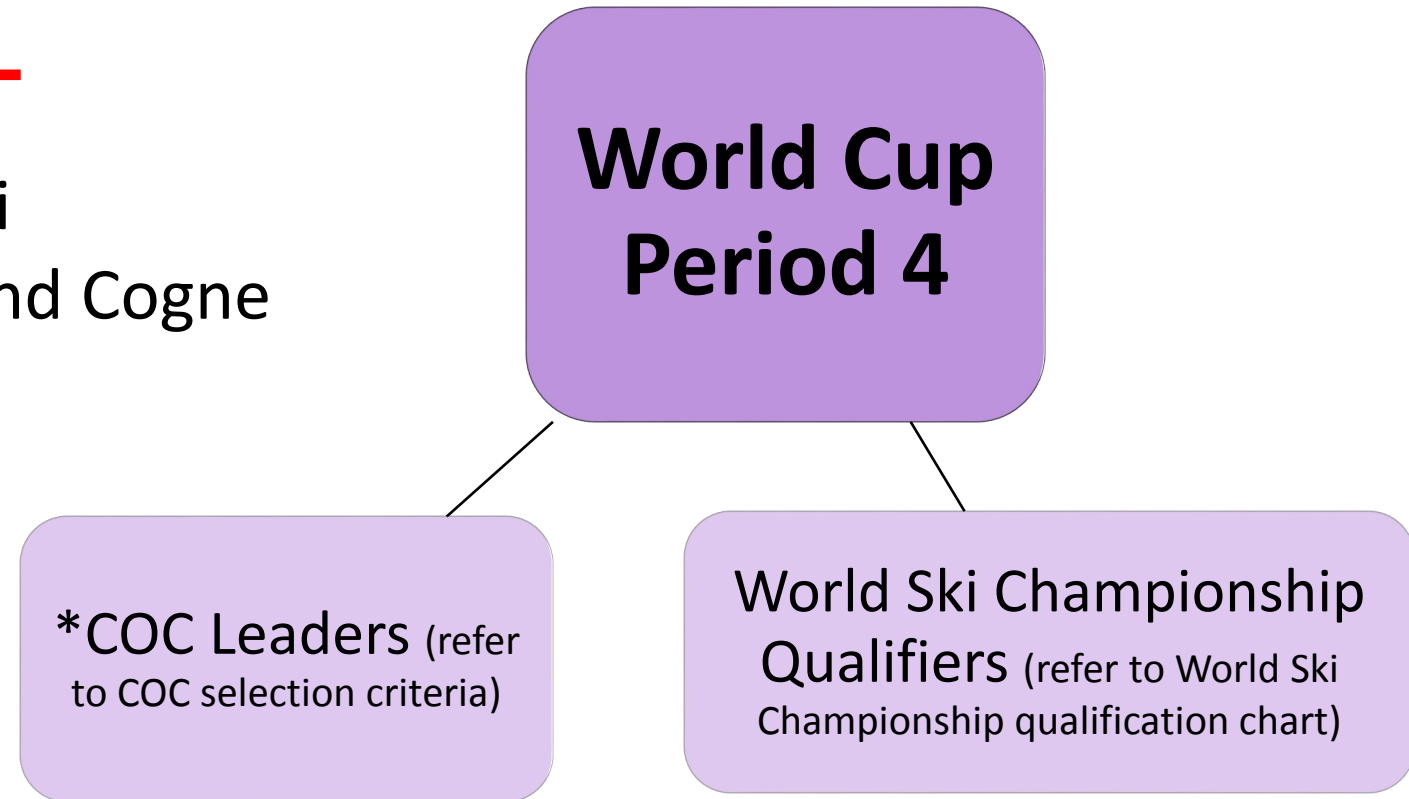 i
nd Cogne
World Cup
Period 4
*COC Leaders (refer
to COC selection criteria)
World Ski Championship
Qualifiers (refer to World Ski
Championship qualification chart)